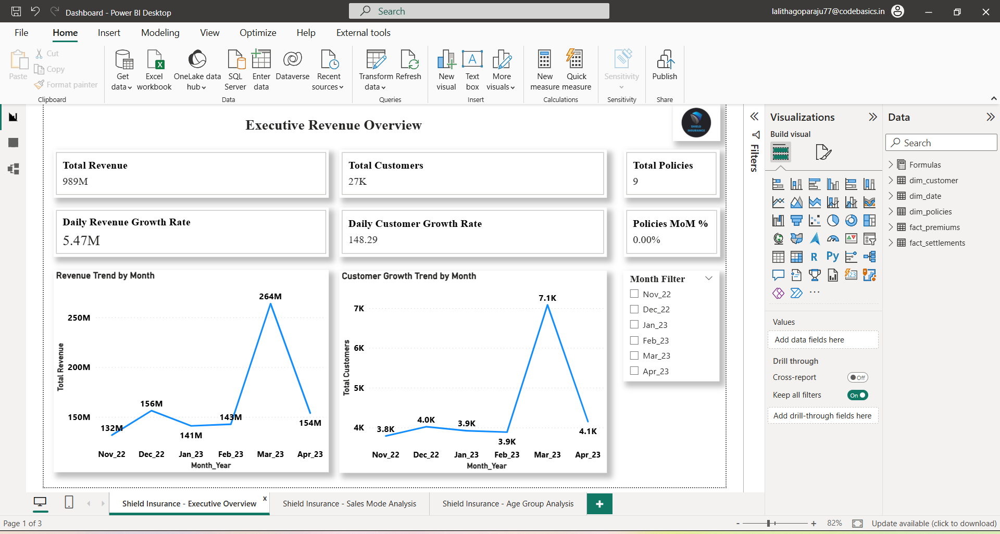 Dashboard - Power BI Desktop
Search
lalithagoparaju77@codebasics.in
File
Home
Insert
Modeling
View
Optimize
Help
External tools
Paste
Cut
Copy
Format painter
Clipboard
Get data
Excel workbook
OneLake data hub
SQL Server
Enter data
Dataverse
Recent sources
Data
Transform data
Refresh
Queries
New visual
Text box
More visuals
Insert
New measure
Quick measure
Calculations
Sensitivity
Sensitivity
Publish
Share
Executive Revenue Overview
SHIELD
INSURANCE
Total Revenue
989M
Total Customers
27K
Total Policies
9
Daily Revenue Growth Rate
5.47M
Daily Customer Growth Rate
148.29
Policies MoM %
0.00%
Revenue Trend by Month
Total Revenue
250M
200M
150M
132M
156M
141M
143M
264M
154M
Nov_22 Dec_22 Jan_23 Feb_23 Mar_23 Apr_23
Month_Year
Customer Growth Trend by Month
Total Customers
7K
6K
5K
4K
3.8K
4.0K
3.9K
3.9K
7.1K
4.1K
Nov_22 Dec_22 Jan_23 Feb_23 Mar_23 Apr_23
Month_Year
Month Filter
Nov_22
Dec_22
Jan_23
Feb_23
Mar_23
Apr_23
Filters
Visualizations
Build visual
R
Py
123
Values
Add data fields here
Drill through
Cross-report
Off
Keep all filters
On
Add drill-through fields here
Data
Search
Formulas
dim_customer
dim_date
dim_policies
fact_premiums
fact_settlements
Shield Insurance - Executive Overview
x
Shield Insurance - Sales Mode Analysis
Shield Insurance - Age Group Analysis
+
Page 1 of 3
- + 82%
Update available (click to download)